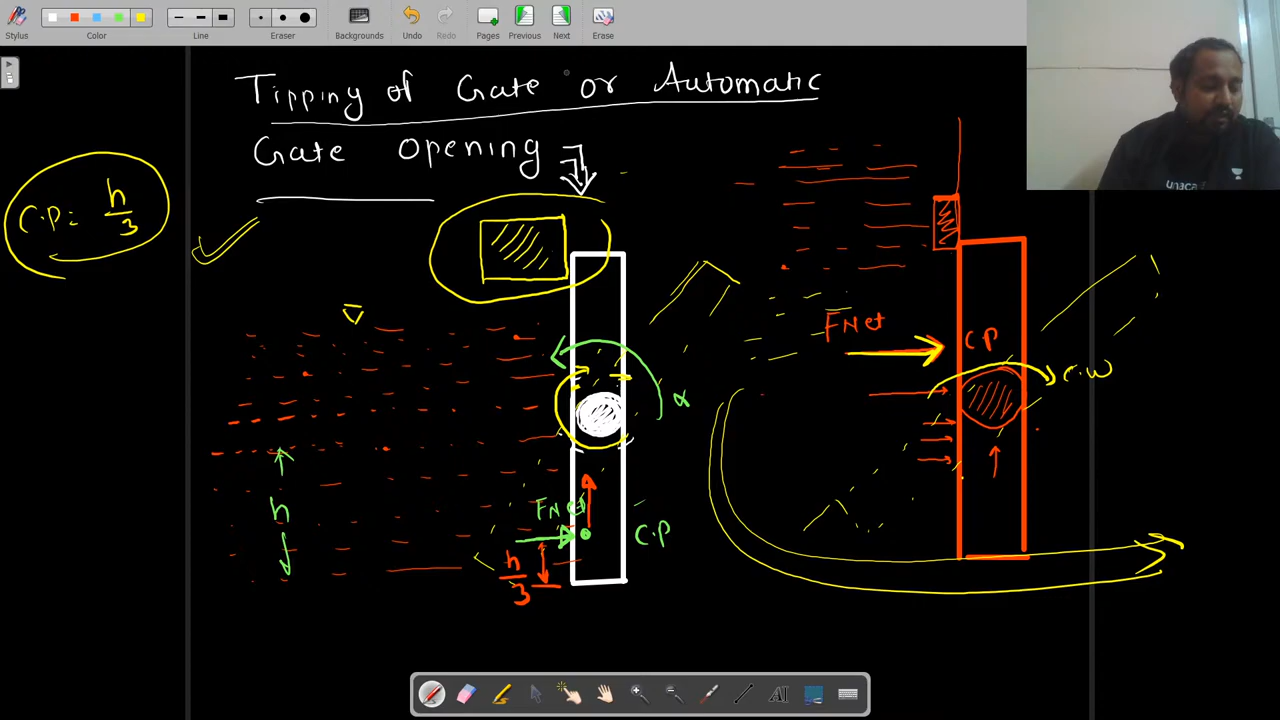 Stylus
Color
Line
Eraser
Backgrounds
Undo
Redo
Pages
Previous
Next
Erase
Tipping of Gate or Automatic
Gate opening
C.P = h/3
FNet
C.P
C.W
α
h
FNet
C.P
h/3
AI